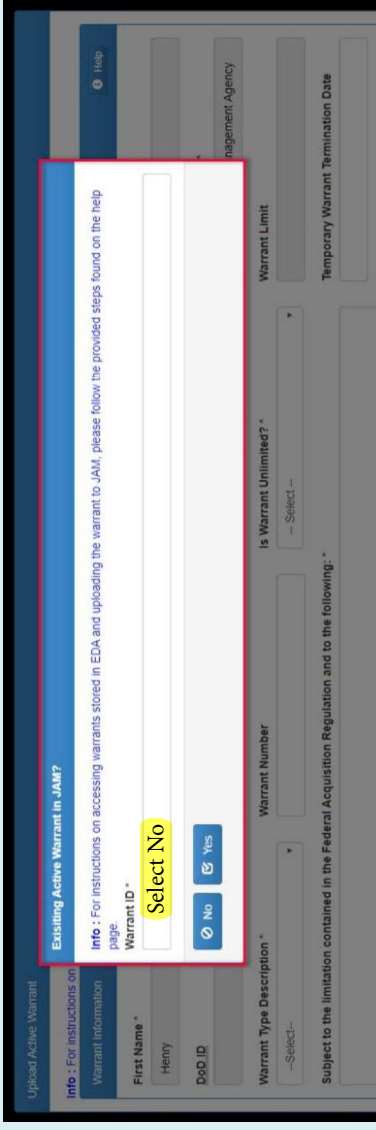 Upload Active Warrant
Info : For instructions on
Warrant Information
Help
Exisiting Active Warrant in JAM?
Info : For instructions on accessing warrants stored in EDA and uploading the warrant to JAM, please follow the provided steps found on the help
page.
Warrant ID *
Select No
No
Yes
First Name *
Henry
DoD ID
nagement Agency
Warrant Type Description *
Warrant Number
Is Warrant Unlimited? *
Warrant Limit
--Select--
-- Select --
Subject to the limitation contained in the Federal Acquisition Regulation and to the following: *
Temporary Warrant Termination Date